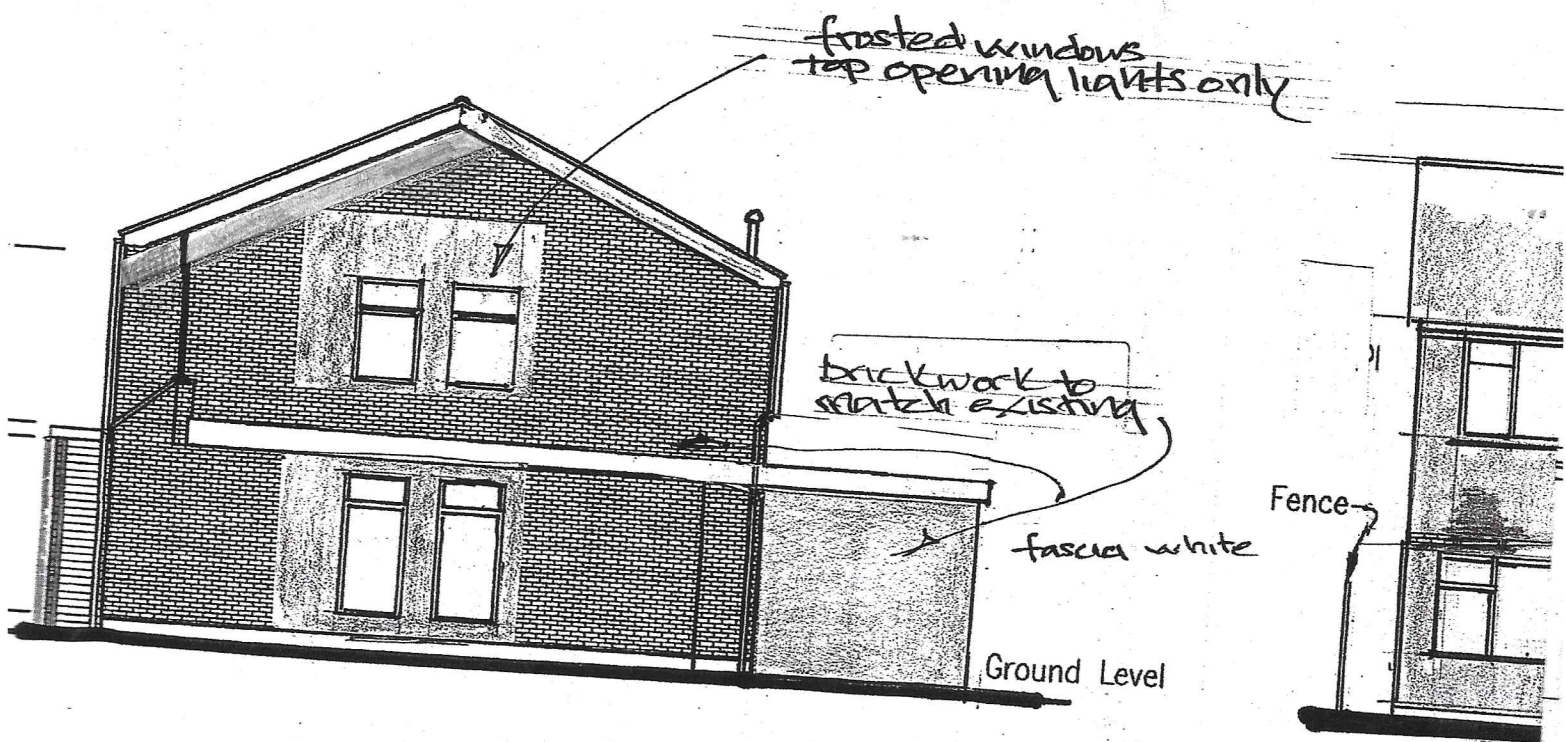 frosted windows
top opening lights only
brickwork to
match existing
fascia white
Fence
Ground Level